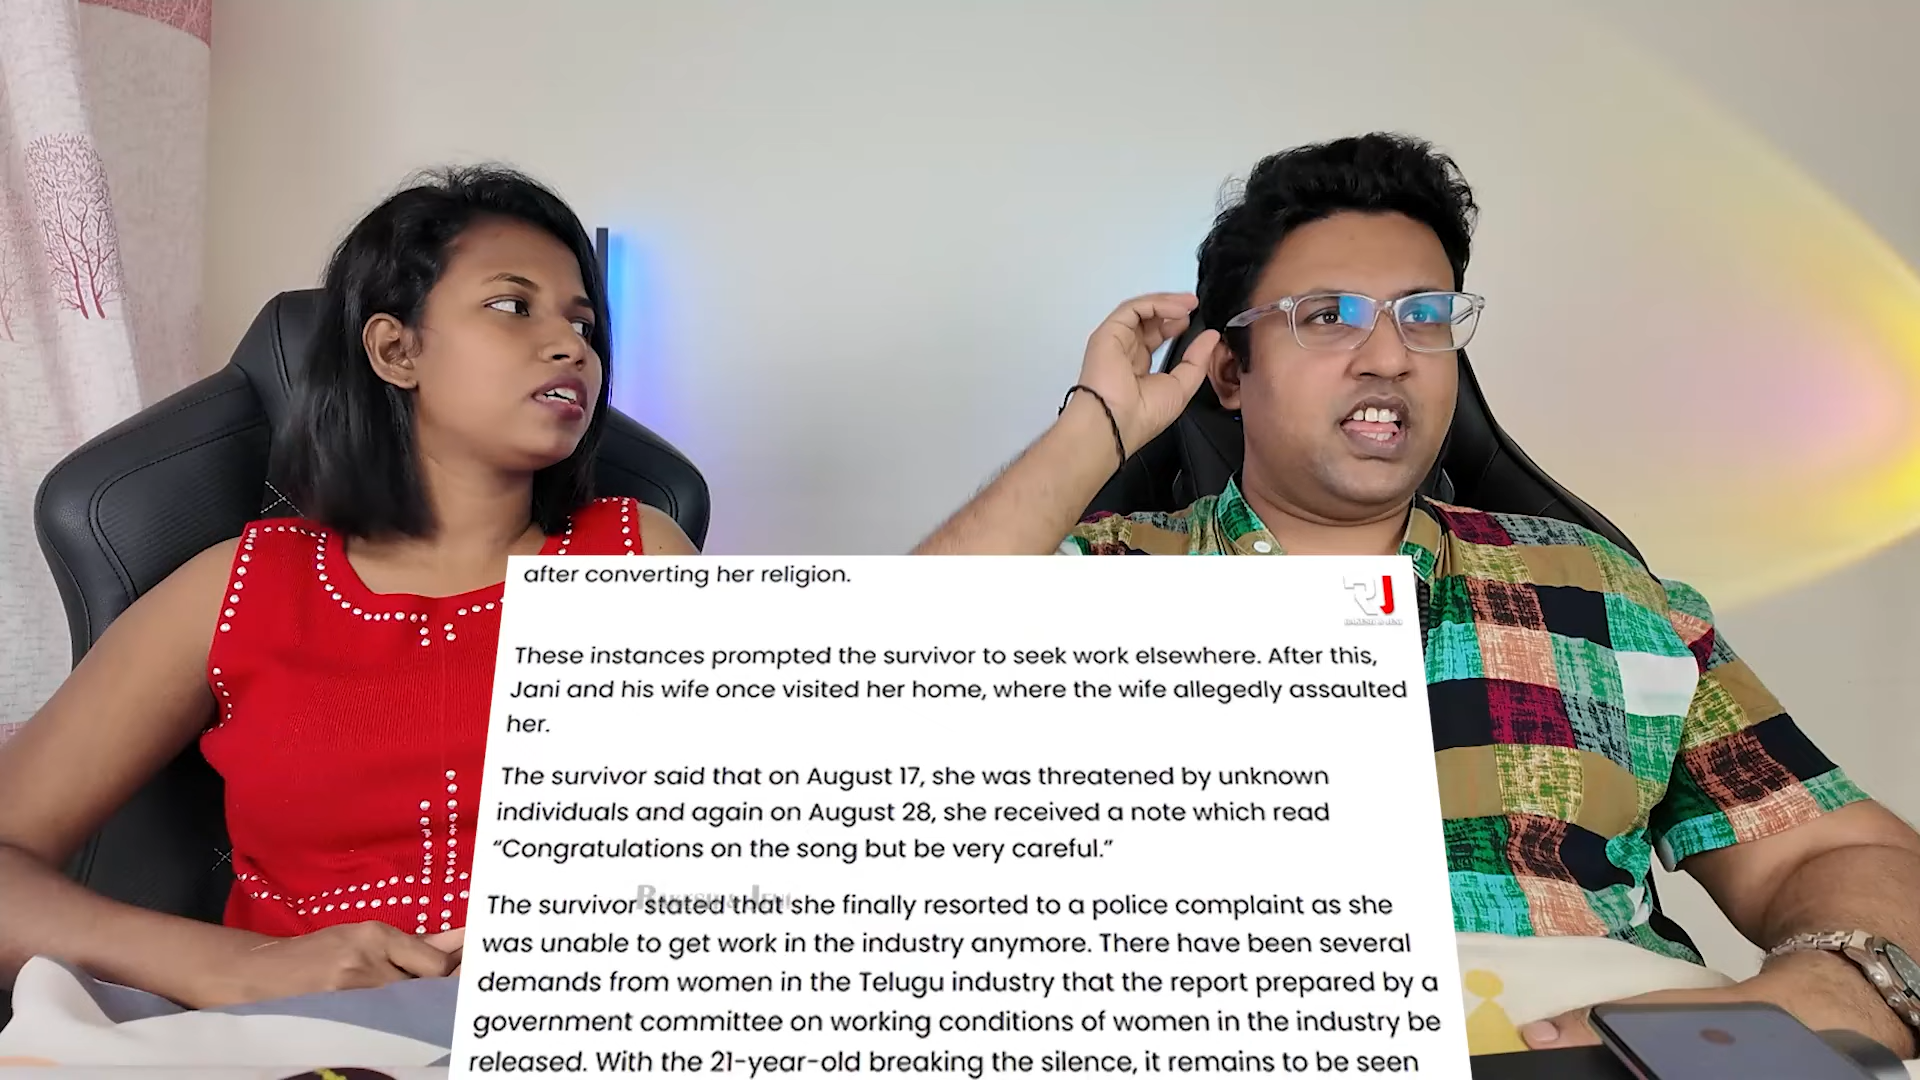 after converting her religion.
RJ
RAKESH & JENI
These instances prompted the survivor to seek work elsewhere. After this,
Jani and his wife once visited her home, where the wife allegedly assaulted
her.
The survivor said that on August 17, she was threatened by unknown
individuals and again on August 28, she received a note which read
“Congratulations on the song but be very careful.”
RAKESH & JENI
The survivor stated that she finally resorted to a police complaint as she
was unable to get work in the industry anymore. There have been several
demands from women in the Telugu industry that the report prepared by a
government committee on working conditions of women in the industry be
released. With the 21-year-old breaking the silence, it remains to be seen